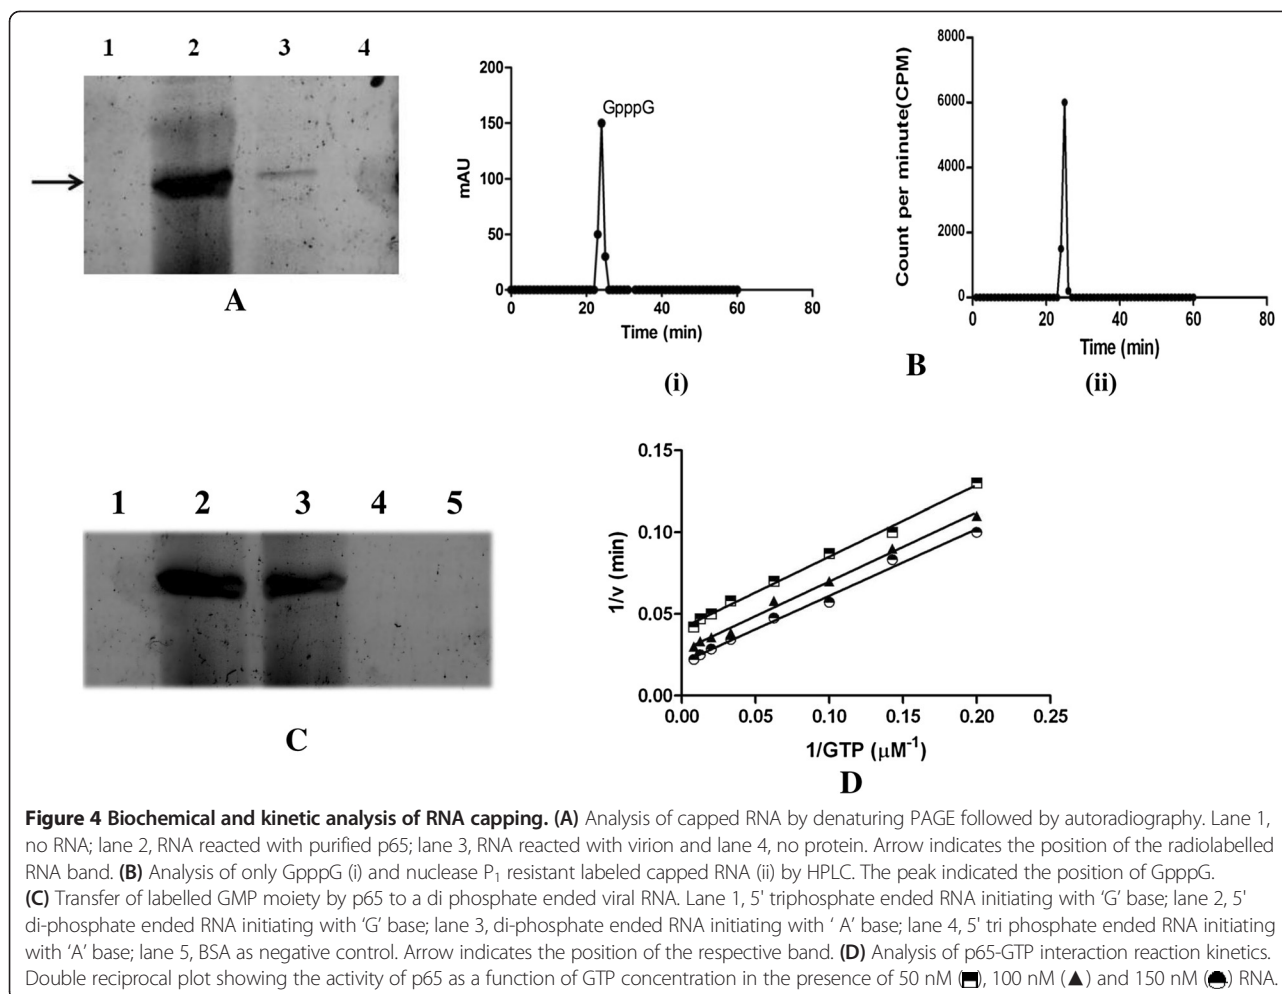 1 2 3 4
A
200
150
100
50
0
mAU
GpppG
0 20 40 60 80
Time (min)
(i)
8000
6000
4000
2000
0
Count per minute(CPM)
0 20 40 60 80
Time (min)
(ii)
B
1 2 3 4 5
C
0.15
0.10
0.05
0.00
1/v (min)
0.00 0.05 0.10 0.15 0.20 0.25
1/GTP (μM⁻¹)
D
Figure 4 Biochemical and kinetic analysis of RNA capping. (A) Analysis of capped RNA by denaturing PAGE followed by autoradiography. Lane 1,
no RNA; lane 2, RNA reacted with purified p65; lane 3, RNA reacted with virion and lane 4, no protein. Arrow indicates the position of the radiolabelled
RNA band. (B) Analysis of only GpppG (i) and nuclease P₁ resistant labeled capped RNA (ii) by HPLC. The peak indicated the position of GpppG.
(C) Transfer of labelled GMP moiety by p65 to a di phosphate ended viral RNA. Lane 1, 5' triphosphate ended RNA initiating with ‘G’ base; lane 2, 5'
di-phosphate ended RNA initiating with ‘G’ base; lane 3, di-phosphate ended RNA initiating with ‘ A’ base; lane 4, 5' tri phosphate ended RNA initiating
with ‘A’ base; lane 5, BSA as negative control. Arrow indicates the position of the respective band. (D) Analysis of p65-GTP interaction reaction kinetics.
Double reciprocal plot showing the activity of p65 as a function of GTP concentration in the presence of 50 nM (⬒), 100 nM (▲) and 150 nM (◓) RNA.